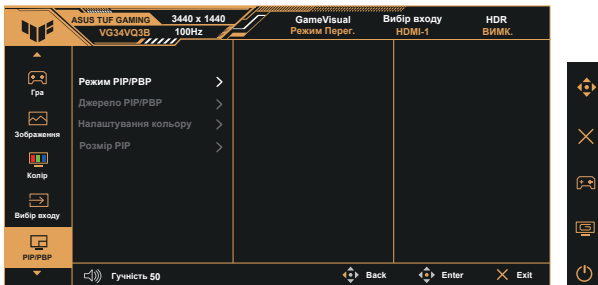 ASUS TUF GAMING 3440 x 1440
VG34VQ3B 100Hz
GameVisual
Режим Перег.
Вибір входу
HDMI-1
HDR
ВИМК.
Гра
Зображення
Колір
Вибір входу
PIP/PBP
Режим PIP/PBP
Джерело PIP/PBP
Налаштування кольору
Розмір PIP
Гучність 50
Back Enter Exit